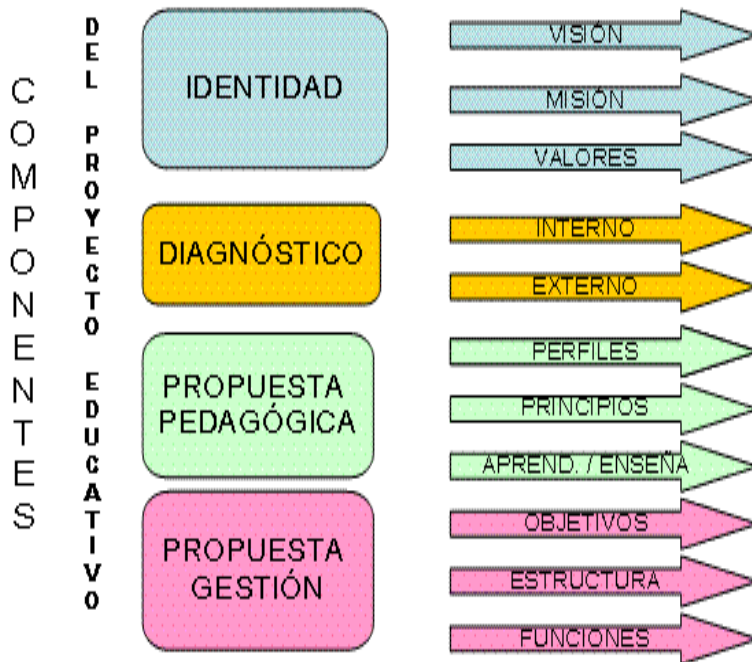 COMPONENTES
DEL PROYECTO EDUCATIVO
IDENTIDAD
VISIÓN
MISIÓN
VALORES
DIAGNÓSTICO
INTERNO
EXTERNO
PROPUESTA
PEDAGÓGICA
PERFILES
PRINCIPIOS
APREND. / ENSEÑA
PROPUESTA
GESTIÓN
OBJETIVOS
ESTRUCTURA
FUNCIONES